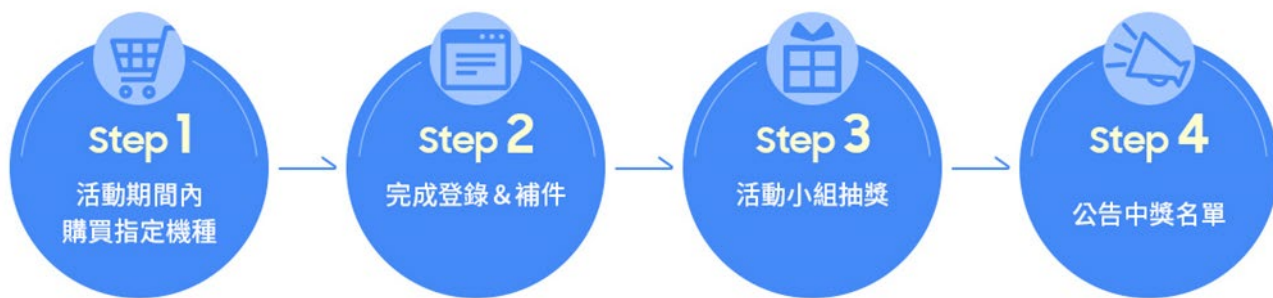 Step 1
活動期間內
購買指定機種
Step 2
完成登錄＆補件
Step 3
活動小組抽獎
Step 4
公告中獎名單